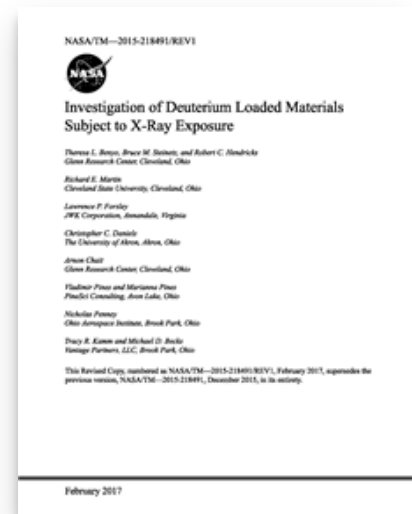 NASA/TM—2015-218491/REV1
NASA
Investigation of Deuterium Loaded Materials
Subject to X-Ray Exposure
Theresa L. Benyo, Bruce M. Steinetz, and Robert C. Hendricks
Glenn Research Center, Cleveland, Ohio
Richard E. Martin
Cleveland State University, Cleveland, Ohio
Lawrence P. Forsley
JWK Corporation, Annandale, Virginia
Christopher C. Daniels
The University of Akron, Akron, Ohio
Arnon Chait
Glenn Research Center, Cleveland, Ohio
Vladimir Pines and Marianna Pines
PineSci Consulting, Avon Lake, Ohio
Nicholas Penney
Ohio Aerospace Institute, Brook Park, Ohio
Tracy R. Kamm and Michael D. Becks
Vantage Partners, LLC, Brook Park, Ohio
This Revised Copy, numbered as NASA/TM—2015-218491/REV1, February 2017, supersedes the
previous version, NASA/TM—2015-218491, December 2015, in its entirety.
February 2017